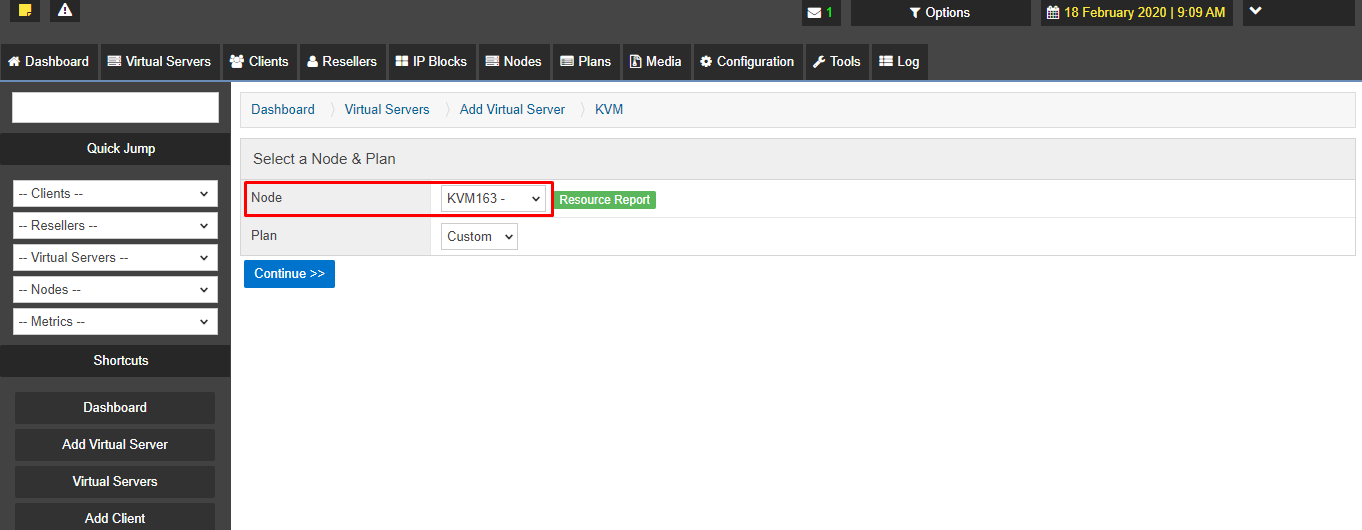 1
Options
18 February 2020 | 9:09 AM
Dashboard
Virtual Servers
Clients
Resellers
IP Blocks
Nodes
Plans
Media
Configuration
Tools
Log
Quick Jump
-- Clients --
-- Resellers --
-- Virtual Servers --
-- Nodes --
-- Metrics --
Shortcuts
Dashboard
Add Virtual Server
Virtual Servers
Add Client
Dashboard
Virtual Servers
Add Virtual Server
KVM
Select a Node & Plan
Node
KVM163 -
Resource Report
Plan
Custom
Continue >>